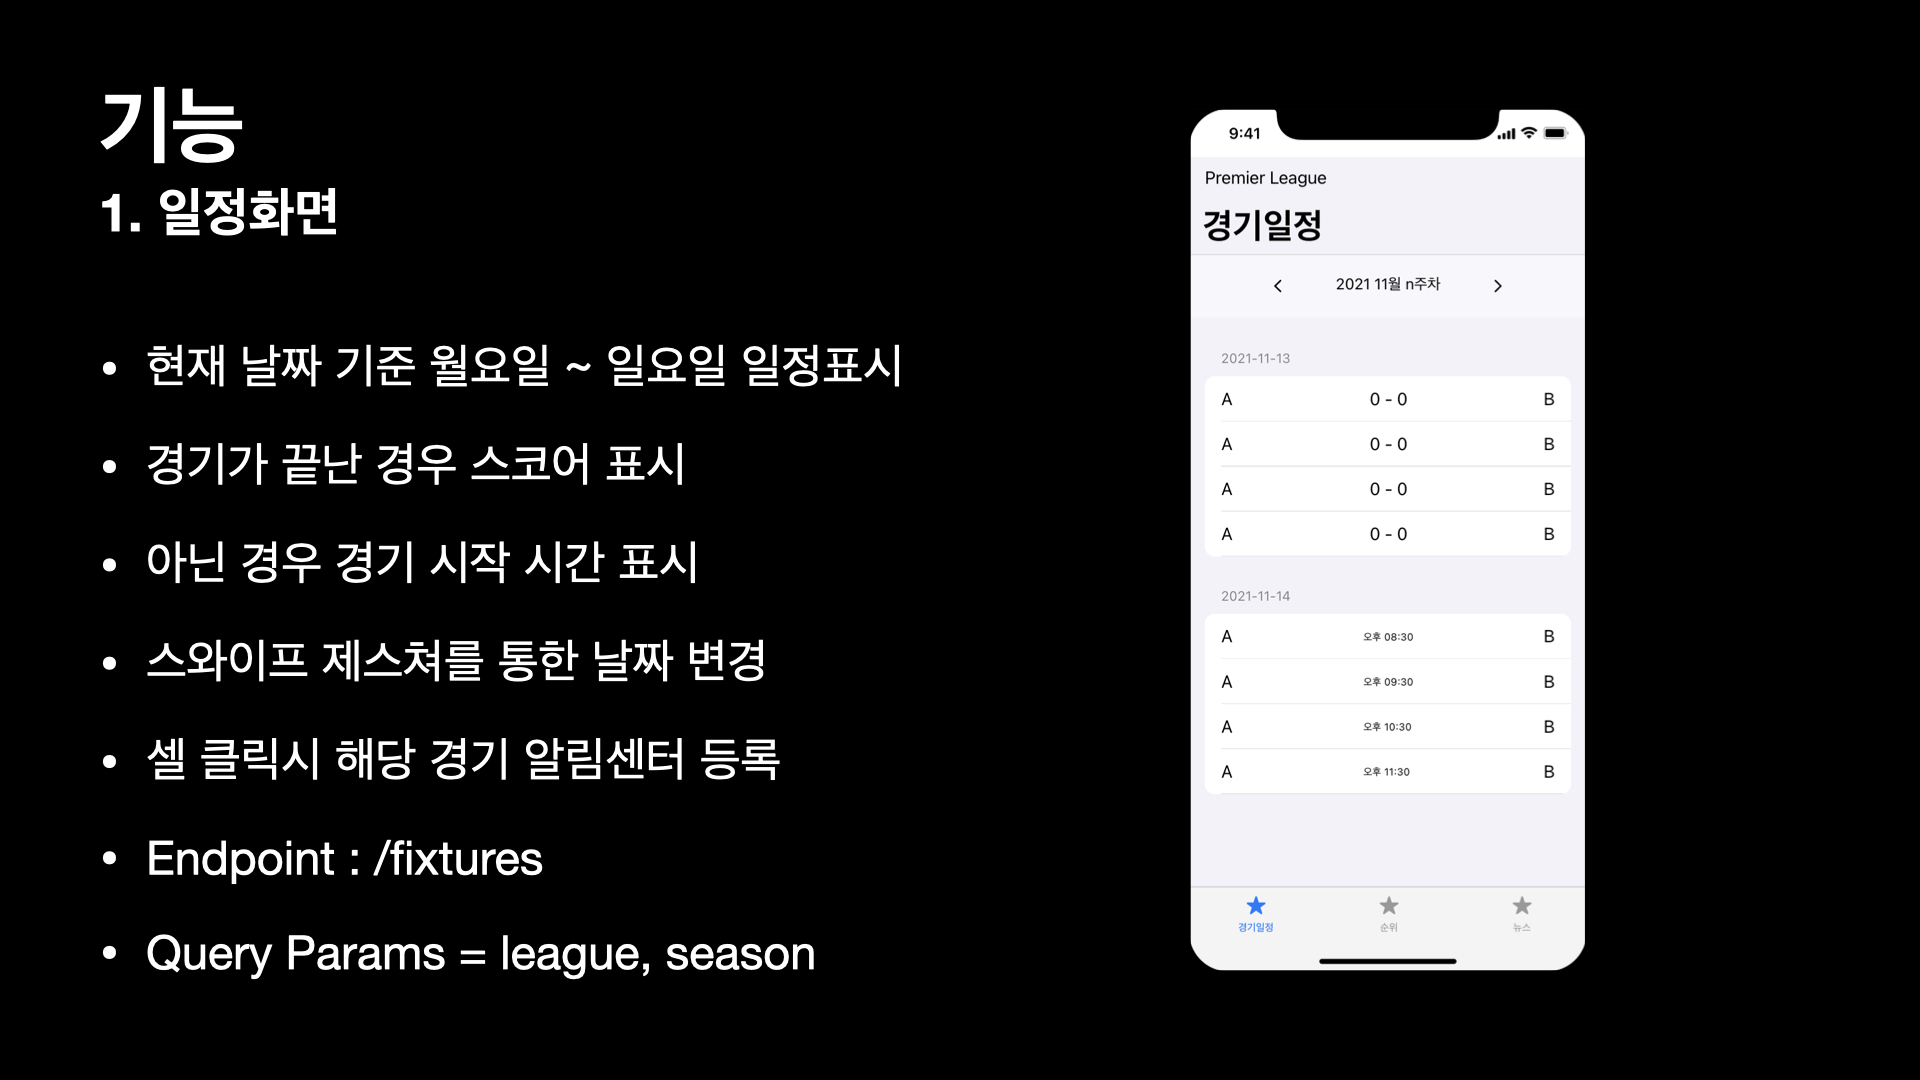 기능
1. 일정화면
• 현재 날짜 기준 월요일 ~ 일요일 일정표시
• 경기가 끝난 경우 스코어 표시
• 아닌 경우 경기 시작 시간 표시
• 스와이프 제스쳐를 통한 날짜 변경
• 셀 클릭시 해당 경기 알림센터 등록
• Endpoint : /fixtures
• Query Params = league, season
9:41
Premier League
경기일정
2021 11월 n주차
2021-11-13
A 0 - 0 B
A 0 - 0 B
A 0 - 0 B
A 0 - 0 B
2021-11-14
A 오후 08:30 B
A 오후 09:30 B
A 오후 10:30 B
A 오후 11:30 B
경기일정 순위 뉴스